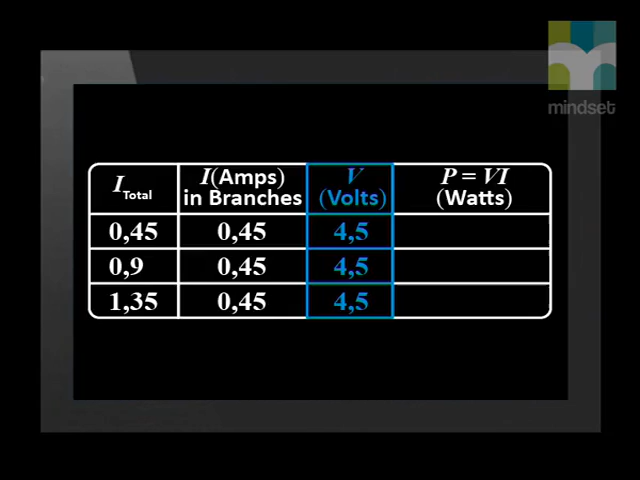 mindset
I Total
I(Amps) in Branches
V (Volts)
P = VI (Watts)
0,45 0,45 4,5
0,9 0,45 4,5
1,35 0,45 4,5